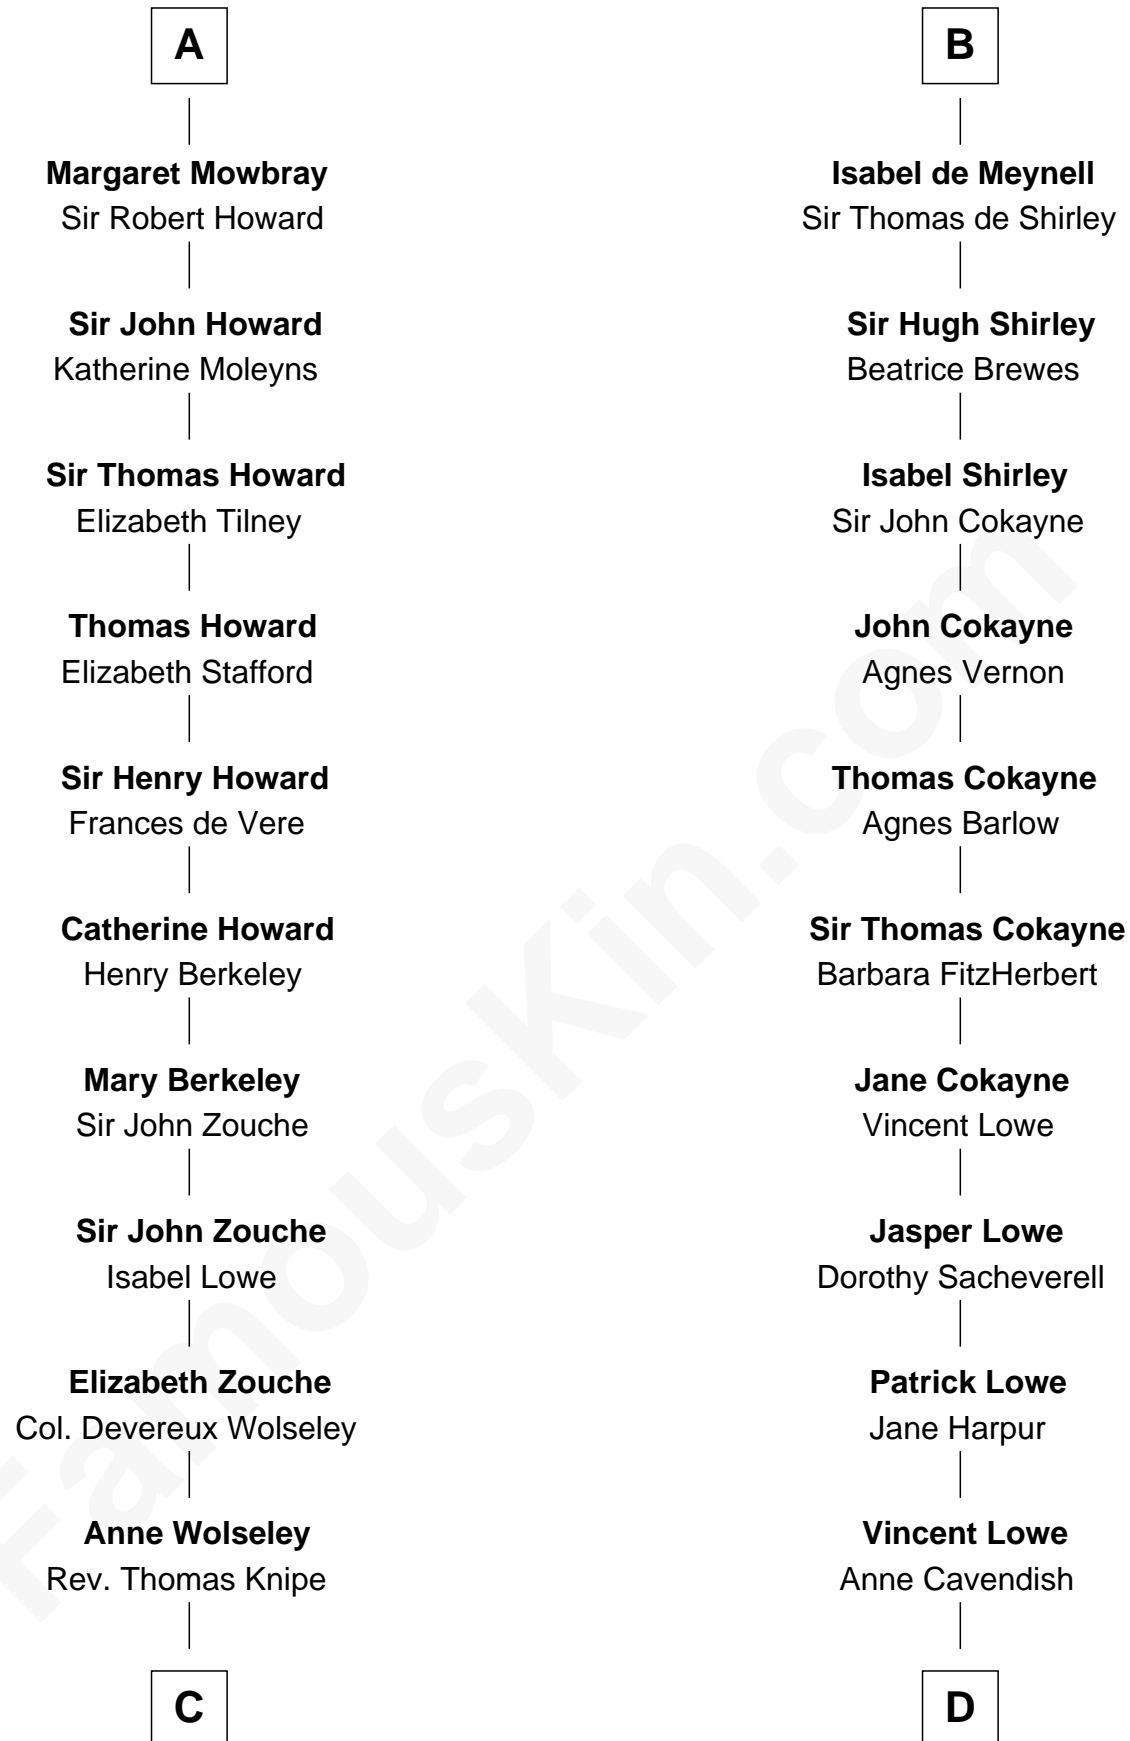 A
Margaret Mowbray
Sir Robert Howard
Sir John Howard
Katherine Moleyns
Sir Thomas Howard
Elizabeth Tilney
Thomas Howard
Elizabeth Stafford
Sir Henry Howard
Frances de Vere
Catherine Howard
Henry Berkeley
Mary Berkeley
Sir John Zouche
Sir John Zouche
Isabel Lowe
Elizabeth Zouche
Col. Devereux Wolseley
Anne Wolseley
Rev. Thomas Knipe
C
B
Isabel de Meynell
Sir Thomas de Shirley
Sir Hugh Shirley
Beatrice Brewes
Isabel Shirley
Sir John Cokayne
John Cokayne
Agnes Vernon
Thomas Cokayne
Agnes Barlow
Sir Thomas Cokayne
Barbara FitzHerbert
Jane Cokayne
Vincent Lowe
Jasper Lowe
Dorothy Sacheverell
Patrick Lowe
Jane Harpur
Vincent Lowe
Anne Cavendish
D
FamousKin.com